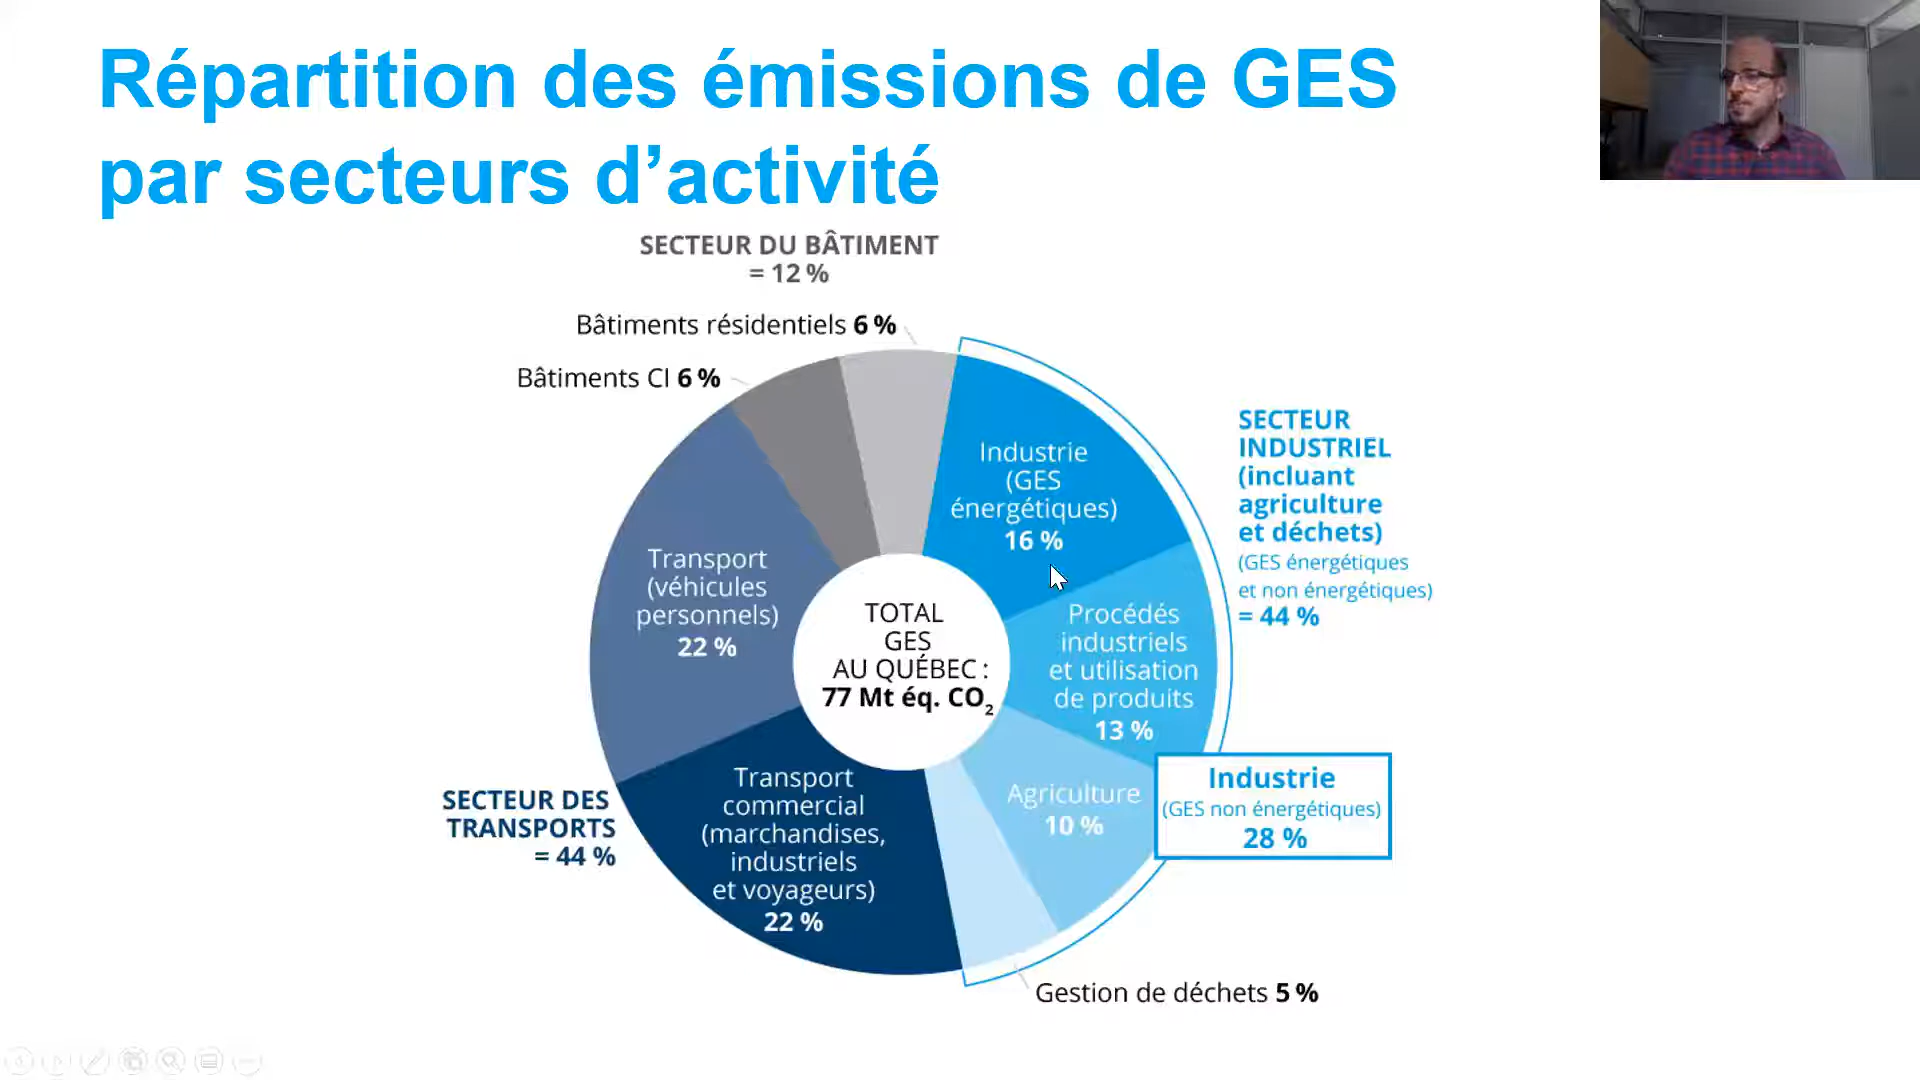 Répartition des émissions de GES
par secteurs d’activité
SECTEUR DU BÂTIMENT
= 12 %
Bâtiments résidentiels 6 %
Bâtiments CI 6 %
Industrie
(GES
énergétiques)
16 %
SECTEUR
INDUSTRIEL
(incluant
agriculture
et déchets)
(GES énergétiques
et non énergétiques)
= 44 %
Transport
(véhicules
personnels)
22 %
TOTAL
GES
AU QUÉBEC :
77 Mt éq. CO2
Procédés
industriels
et utilisation
de produits
13 %
Industrie
(GES non énergétiques)
28 %
Agriculture
10 %
SECTEUR DES
TRANSPORTS
= 44 %
Transport
commercial
(marchandises,
industriels
et voyageurs)
22 %
Gestion de déchets 5 %